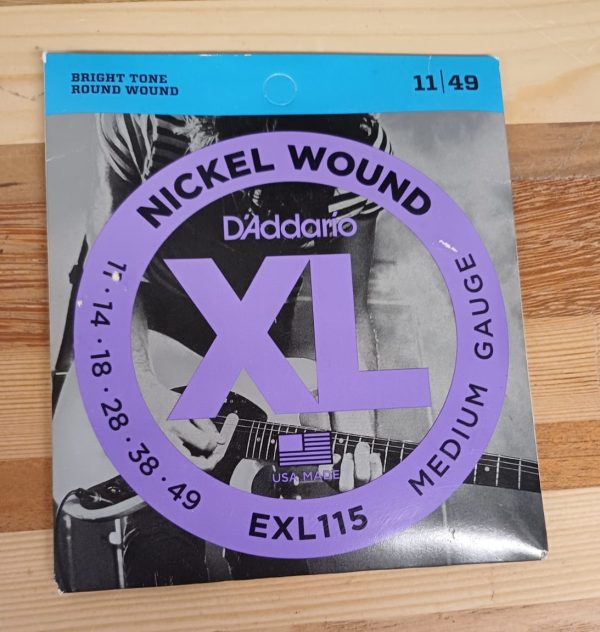 BRIGHT TONE
ROUND WOUND
11|49
NICKEL WOUND
D'Addario
XL
11 · 14 · 18 · 28 · 38 · 49
MEDIUM GAUGE
USA MADE
EXL115